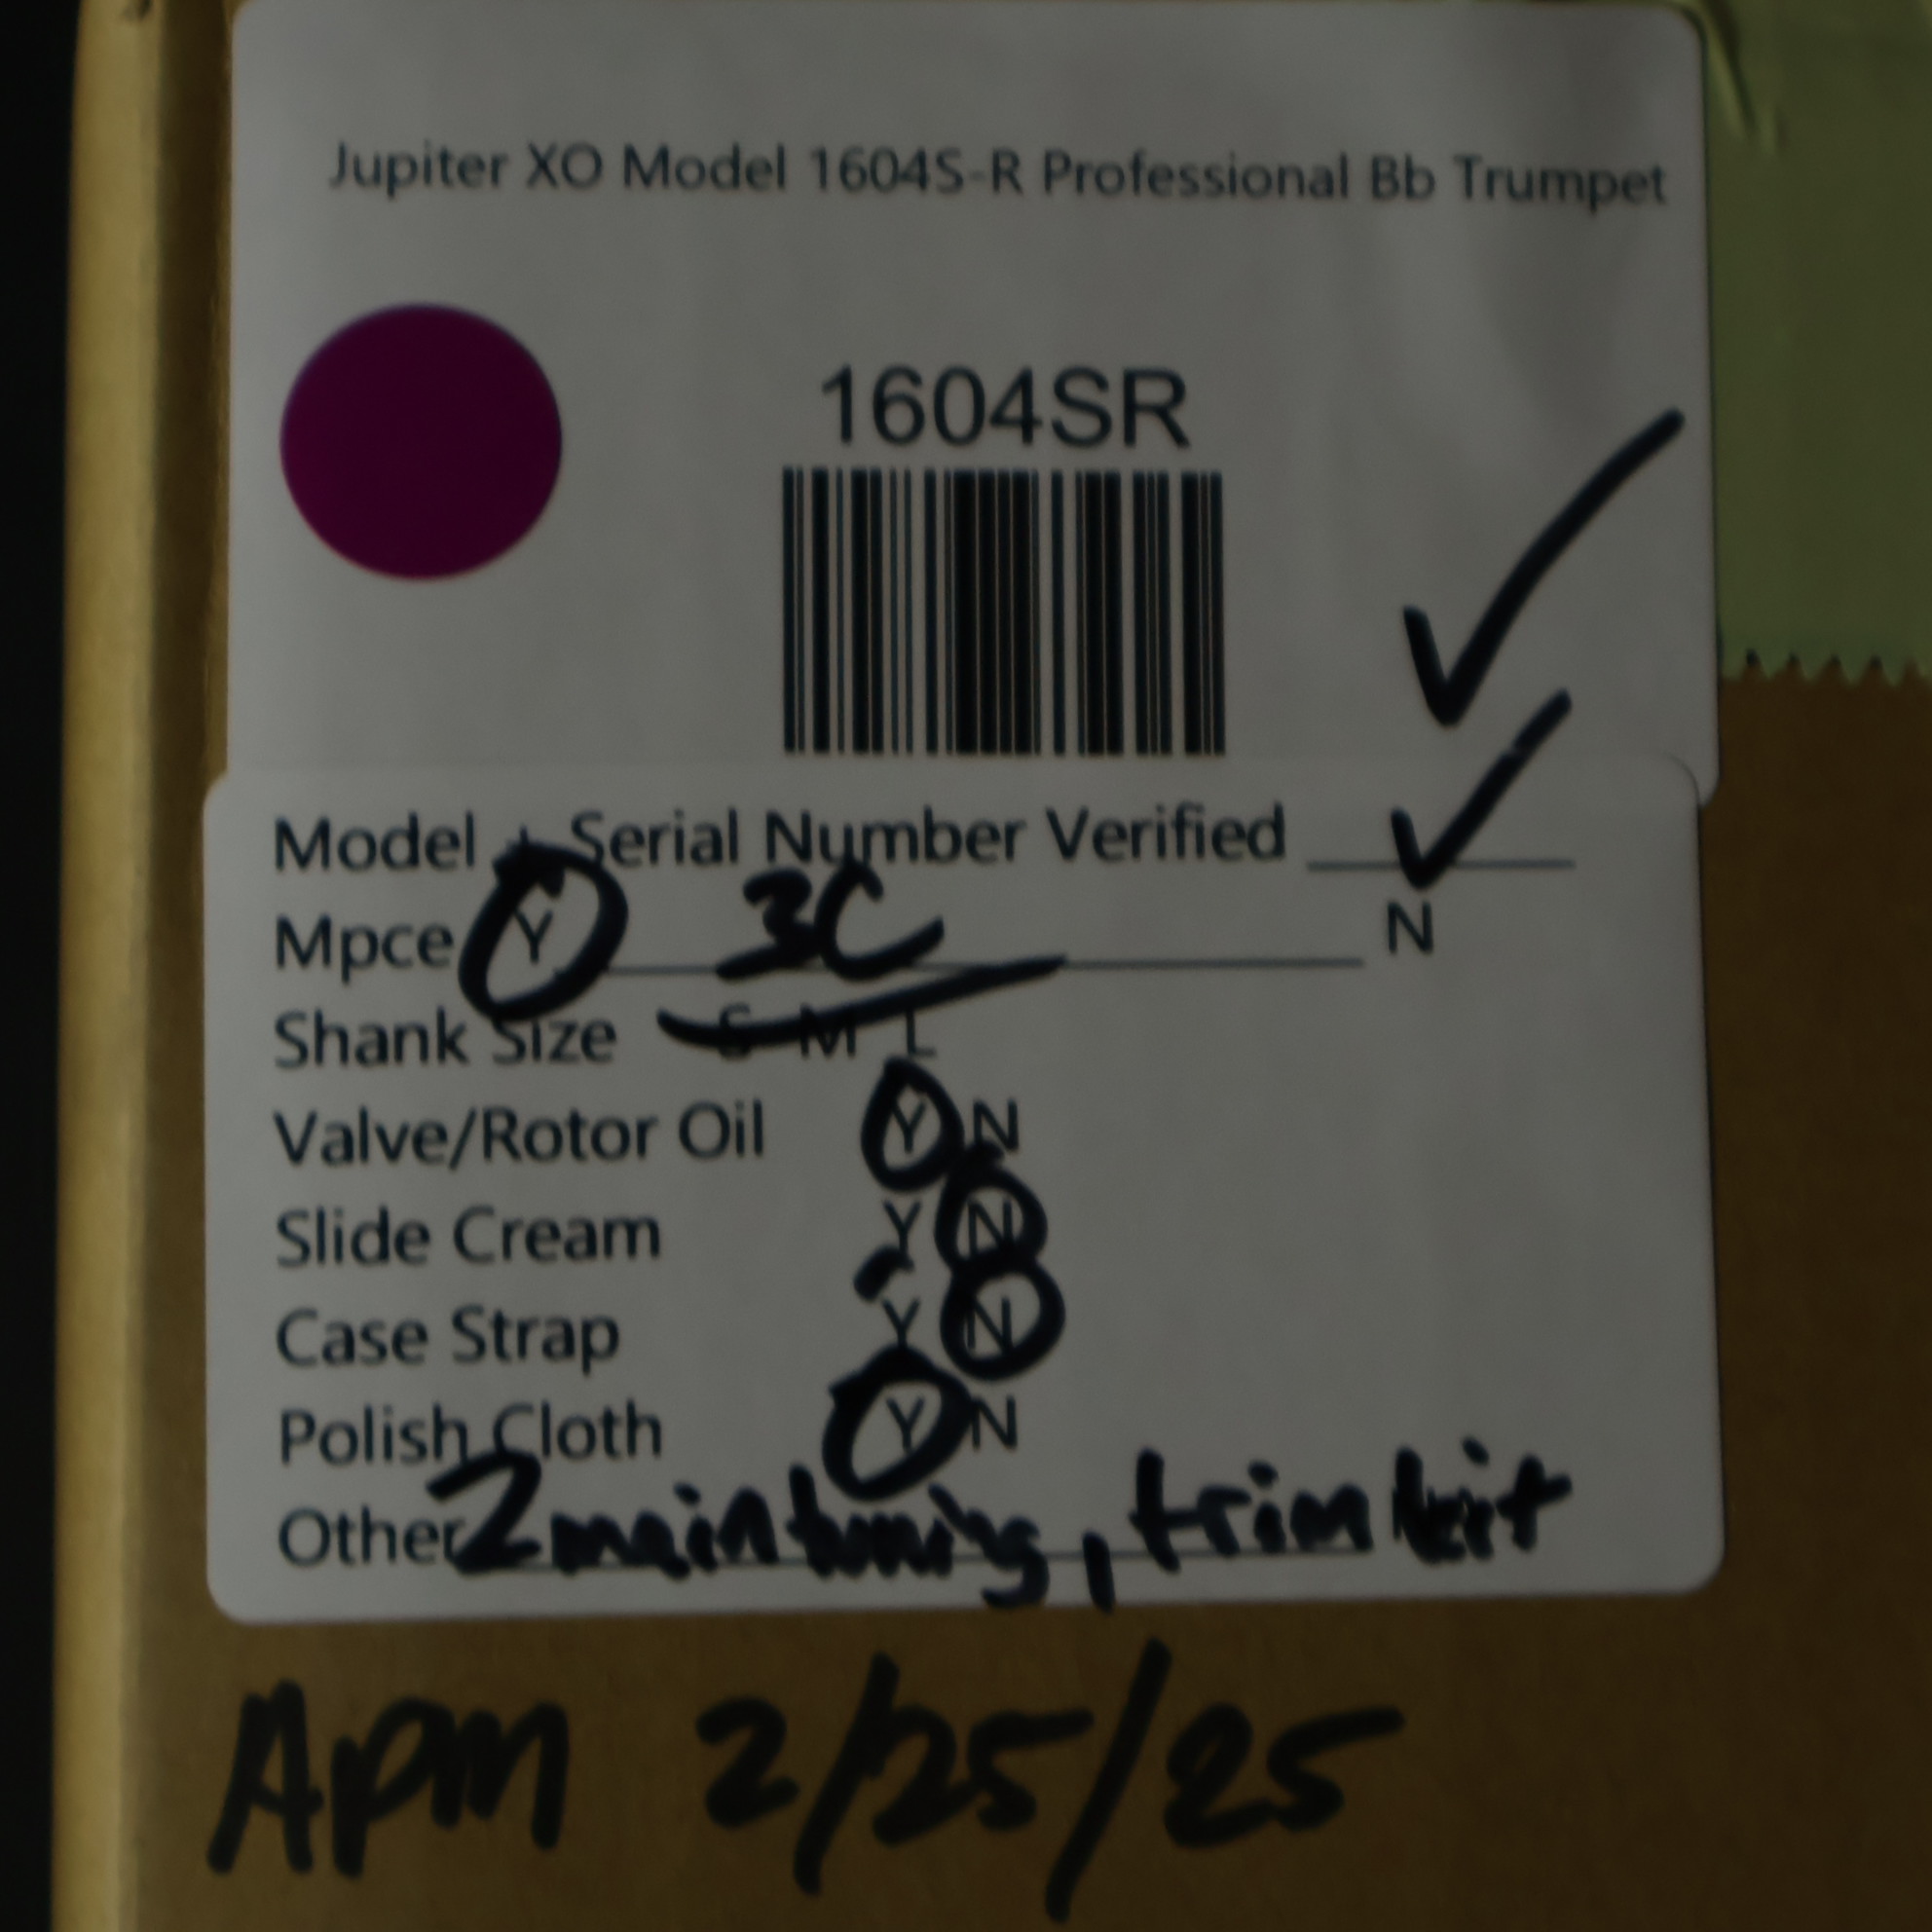 Jupiter XO Model 1604S-R Professional Bb Trumpet
1604SR
Model + Serial Number Verified ✓
Mpce Y 3C N
Shank Size S M L
Valve/Rotor Oil Y N
Slide Cream Y N
Case Strap Y N
Polish Cloth Y N
Other 2 main tuning, trim kit
APM 2/25/25